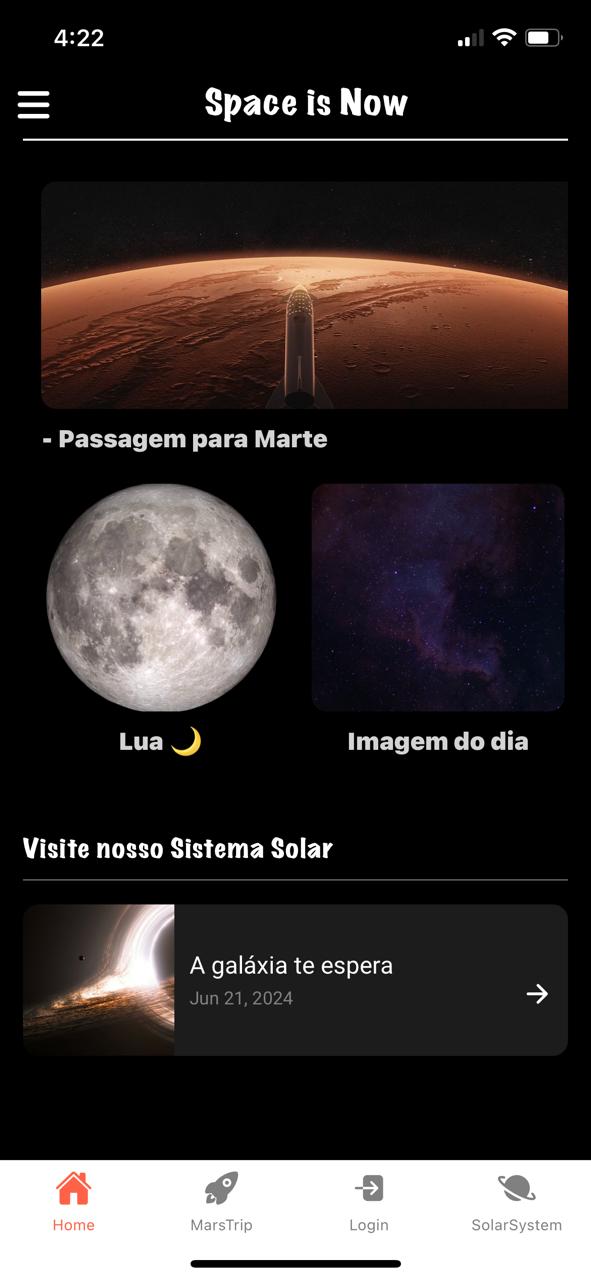 4:22
Space is Now
- Passagem para Marte
Lua 🌙
Imagem do dia
Visite nosso Sistema Solar
A galáxia te espera
Jun 21, 2024
Home
MarsTrip
Login
SolarSystem